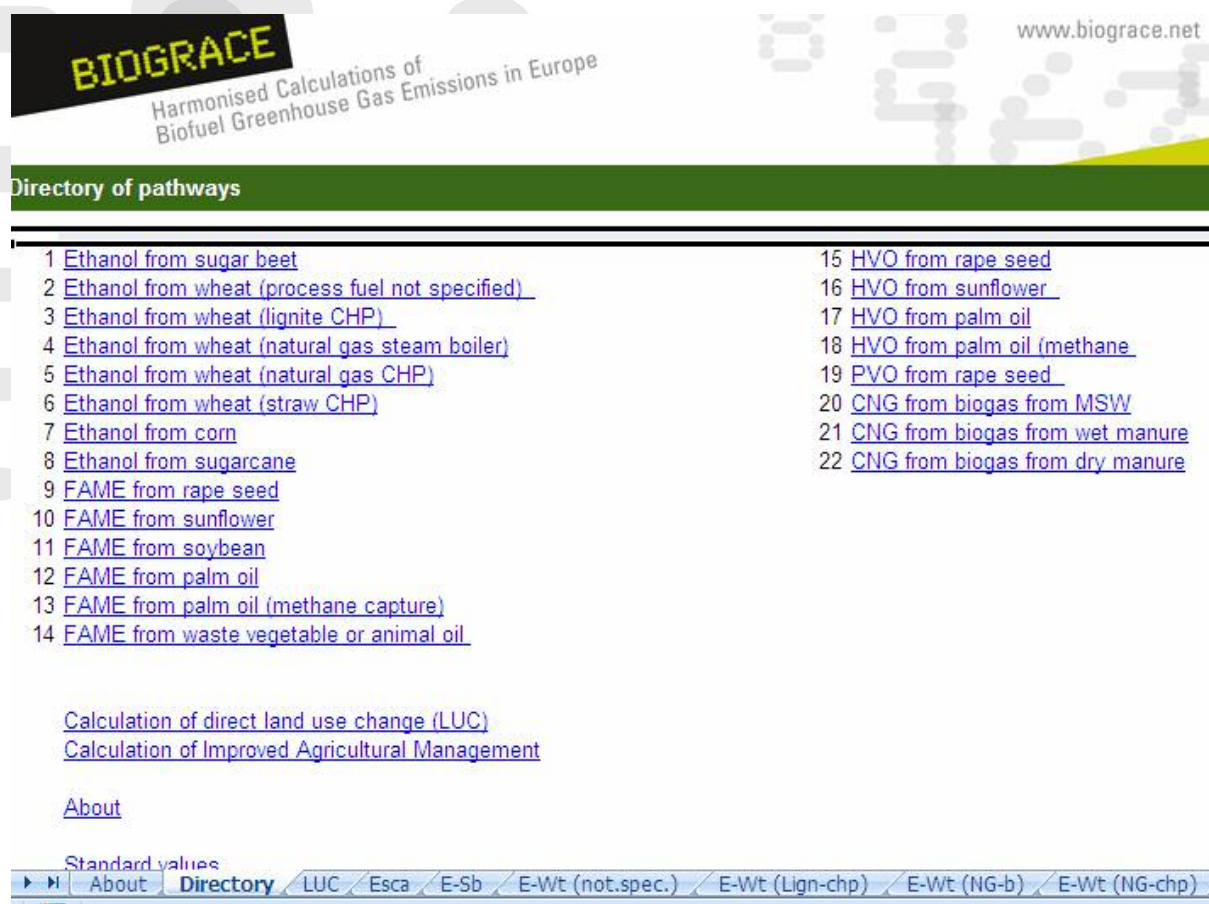 BIOGRACE
Harmonised Calculations of
Biofuel Greenhouse Gas Emissions in Europe
www.biograce.net
Directory of pathways
1 Ethanol from sugar beet
2 Ethanol from wheat (process fuel not specified)
3 Ethanol from wheat (lignite CHP)
4 Ethanol from wheat (natural gas steam boiler)
5 Ethanol from wheat (natural gas CHP)
6 Ethanol from wheat (straw CHP)
7 Ethanol from corn
8 Ethanol from sugarcane
9 FAME from rape seed
10 FAME from sunflower
11 FAME from soybean
12 FAME from palm oil
13 FAME from palm oil (methane capture)
14 FAME from waste vegetable or animal oil
15 HVO from rape seed
16 HVO from sunflower
17 HVO from palm oil
18 HVO from palm oil (methane
19 PVO from rape seed
20 CNG from biogas from MSW
21 CNG from biogas from wet manure
22 CNG from biogas from dry manure
Calculation of direct land use change (LUC)
Calculation of Improved Agricultural Management
About
Standard values
About Directory LUC Esca E-Sb E-Wt (not.spec.) E-Wt (Lign-chp) E-Wt (NG-b) E-Wt (NG-chp)